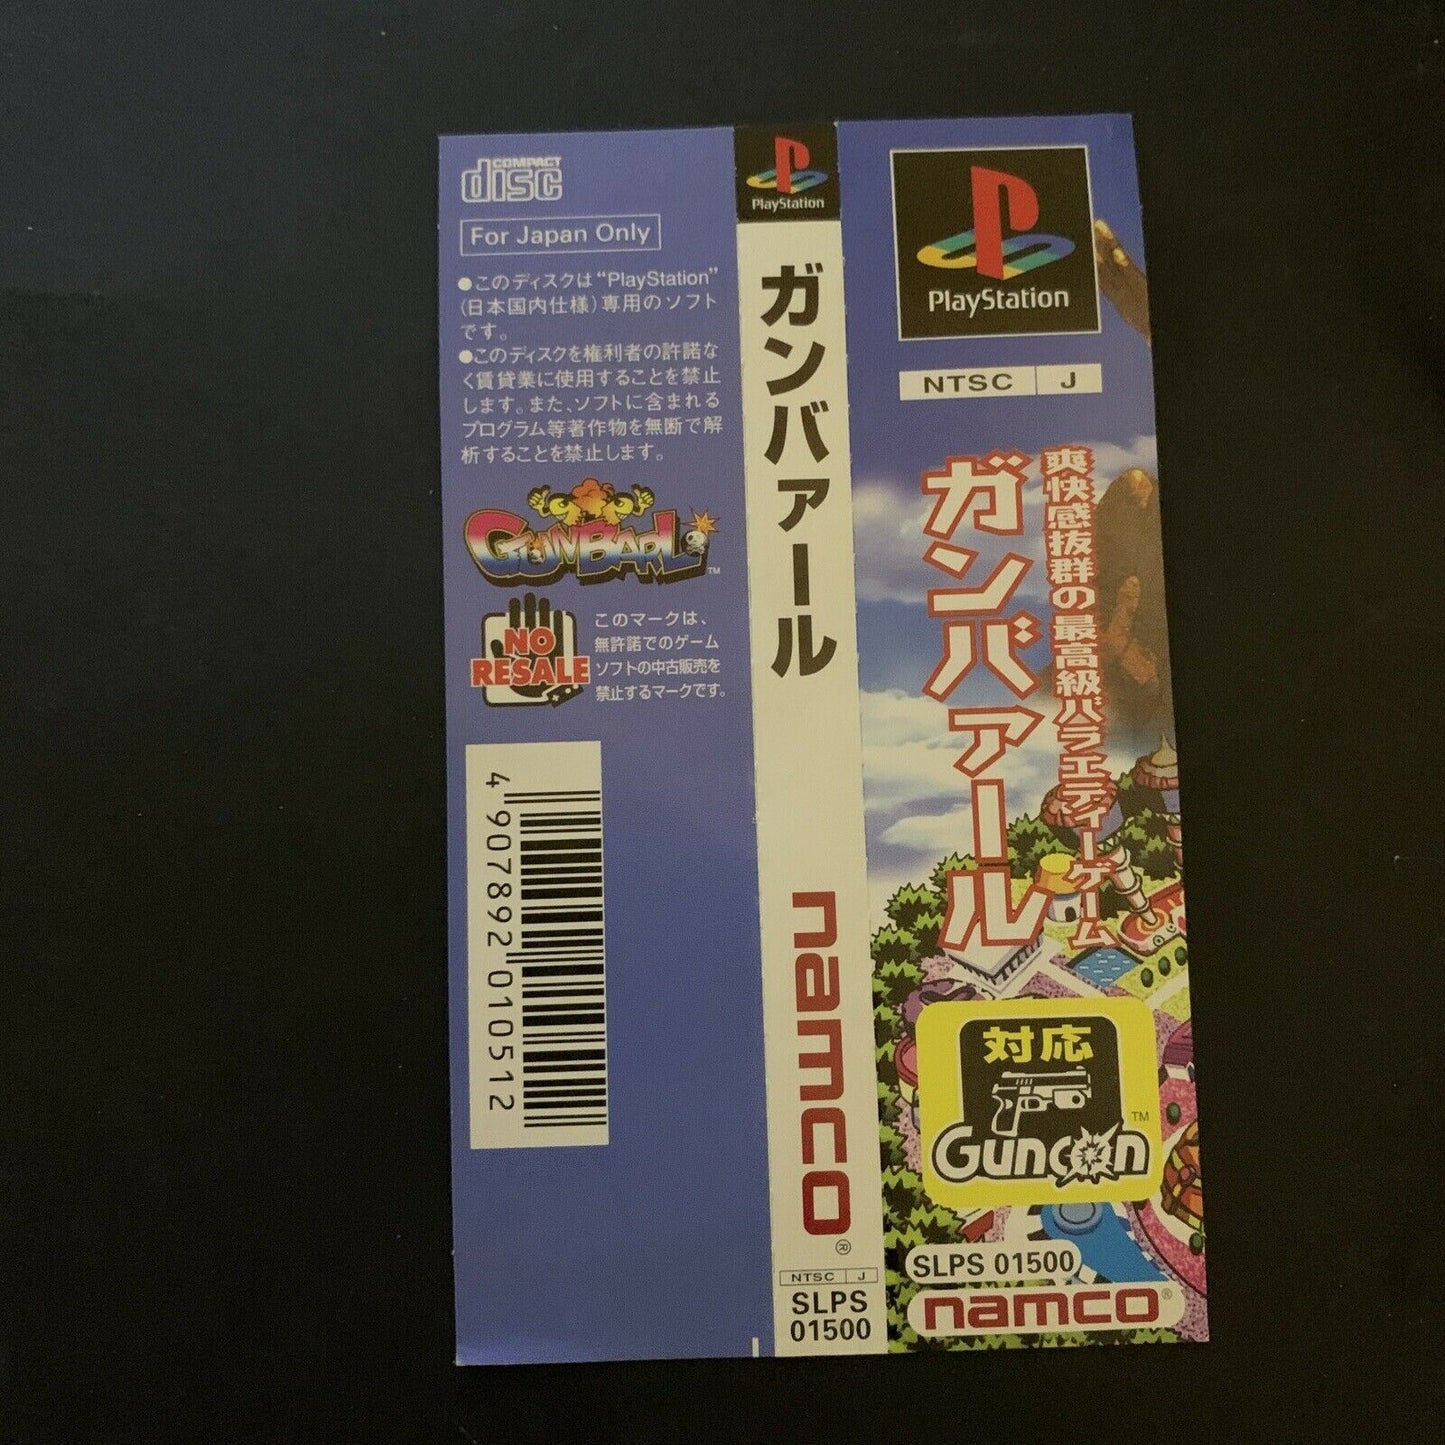 COMPACT
disc
For Japan Only
●このディスクは“PlayStation”
(日本国内仕様)専用のソフト
です。
●このディスクを権利者の許諾な
く賃貸業に使用することを禁止
します。また、ソフトに含まれる
プログラム等著作物を無断で解
析することを禁止します。
GUNBARL
TM
NO
RESALE
このマークは、
無許諾でのゲーム
ソフトの中古販売を
禁止するマークです。
4 907892 010512
PlayStation
ガンバァール
namco®
NTSC J
SLPS
01500
PlayStation
NTSC J
爽快感抜群の最高級バラエティーゲーム
ガンバァール
対応
Guncon
TM
SLPS 01500
namco®